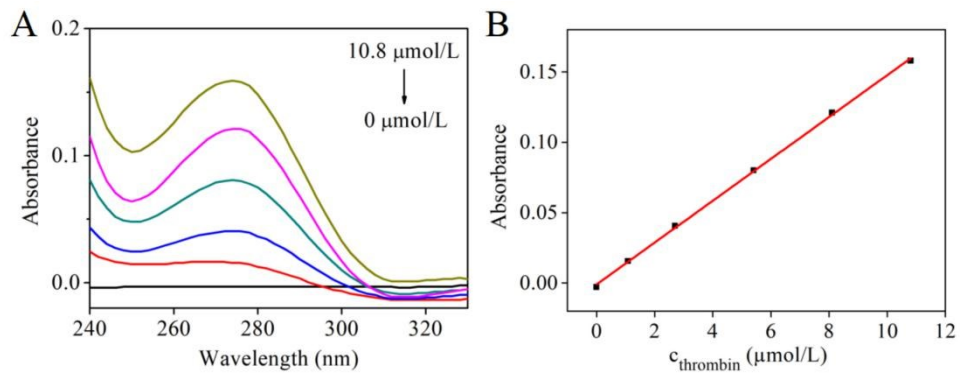 A
0.2
0.1
0.0
Absorbance
10.8 μmol/L
0 μmol/L
240 260 280 300 320
Wavelength (nm)
B
0.15
0.10
0.05
0.00
Absorbance
0 2 4 6 8 10 12
c_thrombin (μmol/L)